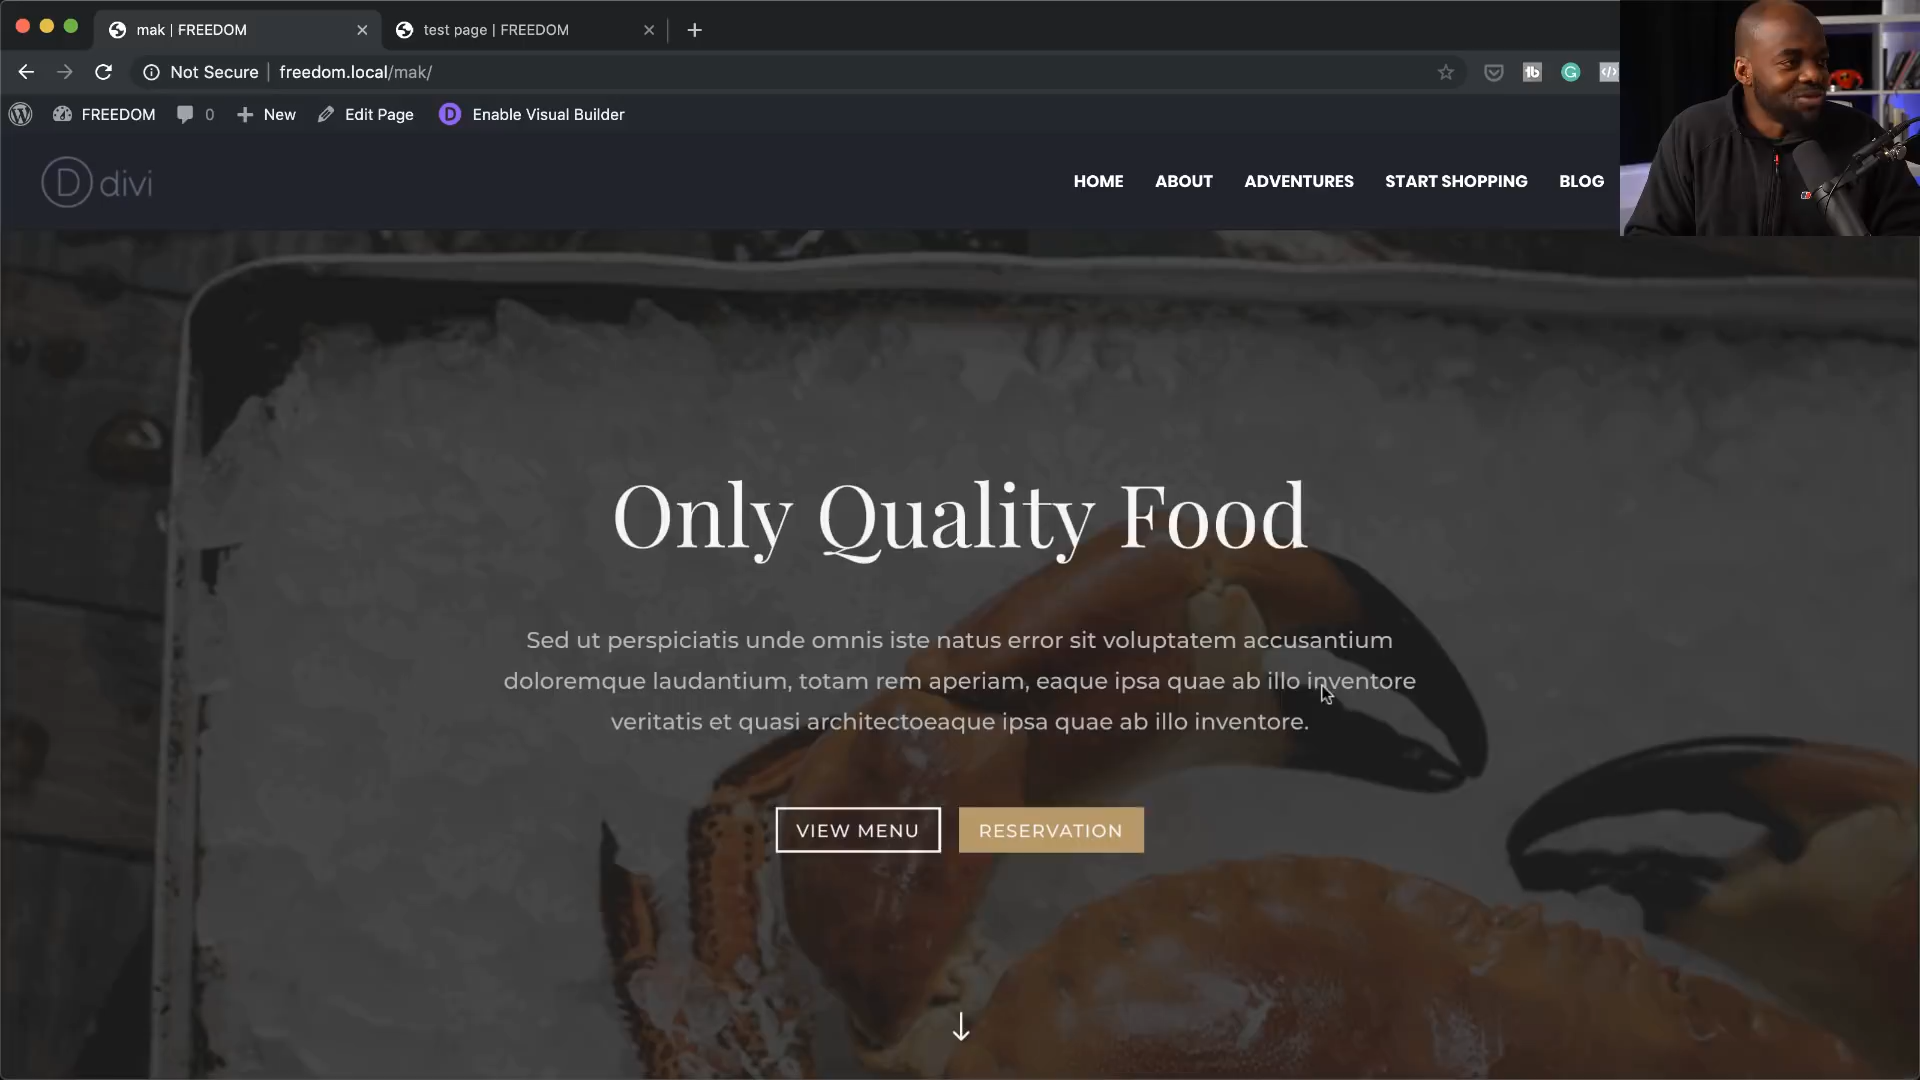 mak | FREEDOM
test page | FREEDOM
Not Secure
freedom.local/mak/
FREEDOM
0
New
Edit Page
D
Enable Visual Builder
D divi
HOME
ABOUT
ADVENTURES
START SHOPPING
BLOG
Only Quality Food
Sed ut perspiciatis unde omnis iste natus error sit voluptatem accusantium
doloremque laudantium, totam rem aperiam, eaque ipsa quae ab illo inventore
veritatis et quasi architectoeaque ipsa quae ab illo inventore.
VIEW MENU
RESERVATION